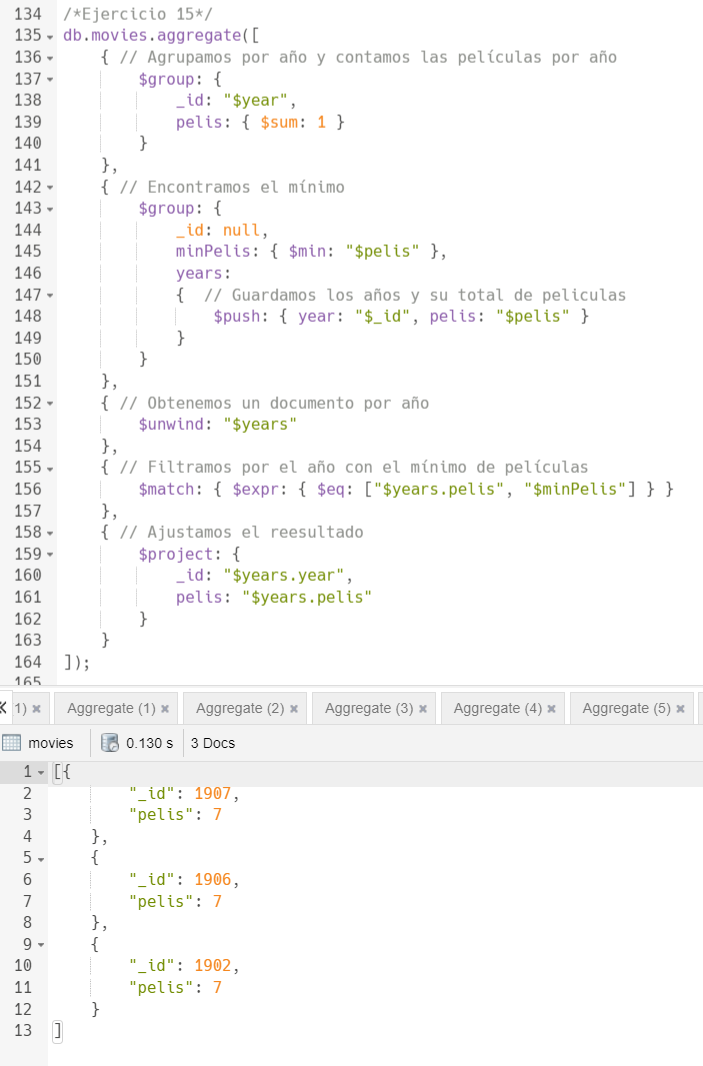 134 /*Ejercicio 15*/
135 db.movies.aggregate([
136 { // Agrupamos por año y contamos las películas por año
137 $group: {
138 _id: "$year",
139 pelis: { $sum: 1 }
140 }
141 },
142 { // Encontramos el mínimo
143 $group: {
144 _id: null,
145 minPelis: { $min: "$pelis" },
146 years:
147 { // Guardamos los años y su total de peliculas
148 $push: { year: "$_id", pelis: "$pelis" }
149 }
150 }
151 },
152 { // Obtenemos un documento por año
153 $unwind: "$years"
154 },
155 { // Filtramos por el año con el mínimo de películas
156 $match: { $expr: { $eq: ["$years.pelis", "$minPelis"] } }
157 },
158 { // Ajustamos el reesultado
159 $project: {
160 _id: "$years.year",
161 pelis: "$years.pelis"
162 }
163 }
164 ]);
165
1) × Aggregate (1) × Aggregate (2) × Aggregate (3) × Aggregate (4) × Aggregate (5) ×
movies 0.130 s 3 Docs
1 [{
2 "_id": 1907,
3 "pelis": 7
4 },
5 {
6 "_id": 1906,
7 "pelis": 7
8 },
9 {
10 "_id": 1902,
11 "pelis": 7
12 }
13 ]